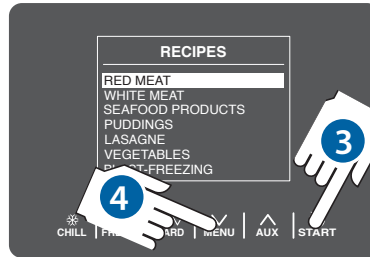 RECIPES
RED MEAT
WHITE MEAT
SEAFOOD PRODUCTS
PUDDINGS
LASAGNE
VEGETABLES
3
4
CHILL MENU AUX START